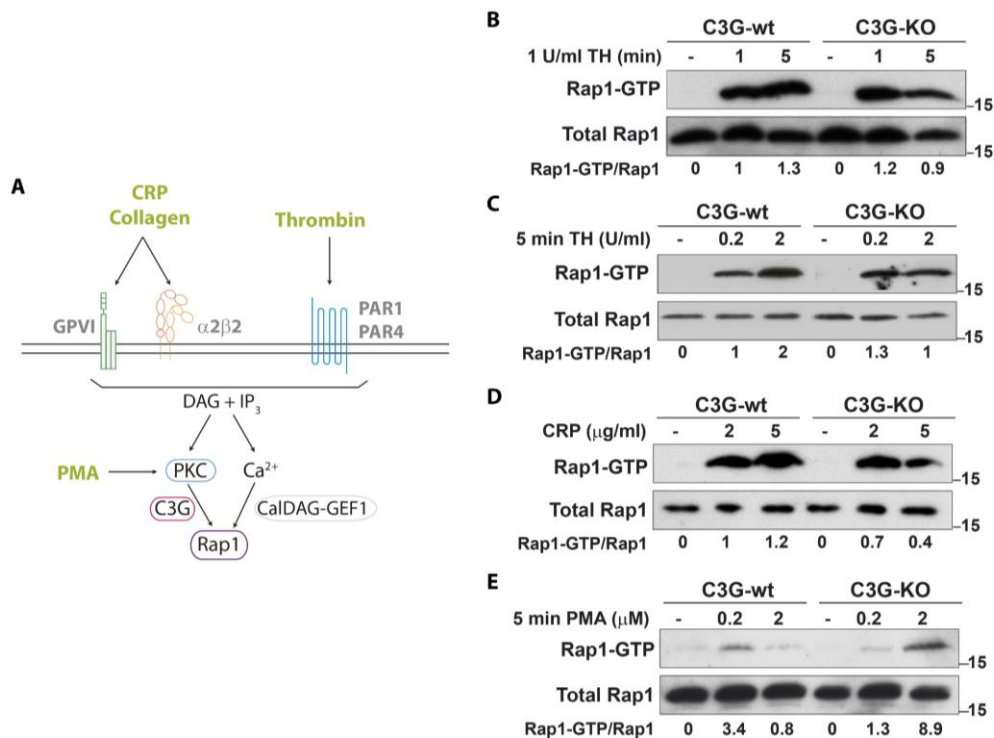 A
CRP
Collagen
Thrombin
GPVI
α2β2
PAR1
PAR4
DAG + IP₃
PMA
PKC
Ca²⁺
C3G
CalDAG-GEF1
Rap1
B
C3G-wt C3G-KO
1 U/ml TH (min) - 1 5 - 1 5
Rap1-GTP
-15
Total Rap1
-15
Rap1-GTP/Rap1 0 1 1.3 0 1.2 0.9
C
C3G-wt C3G-KO
5 min TH (U/ml) - 0.2 2 - 0.2 2
Rap1-GTP
-15
Total Rap1
-15
Rap1-GTP/Rap1 0 1 2 0 1.3 1
D
C3G-wt C3G-KO
CRP (μg/ml) - 2 5 - 2 5
Rap1-GTP
-15
Total Rap1
-15
Rap1-GTP/Rap1 0 1 1.2 0 0.7 0.4
E
C3G-wt C3G-KO
5 min PMA (μM) - 0.2 2 - 0.2 2
Rap1-GTP
-15
Total Rap1
-15
Rap1-GTP/Rap1 0 3.4 0.8 0 1.3 8.9